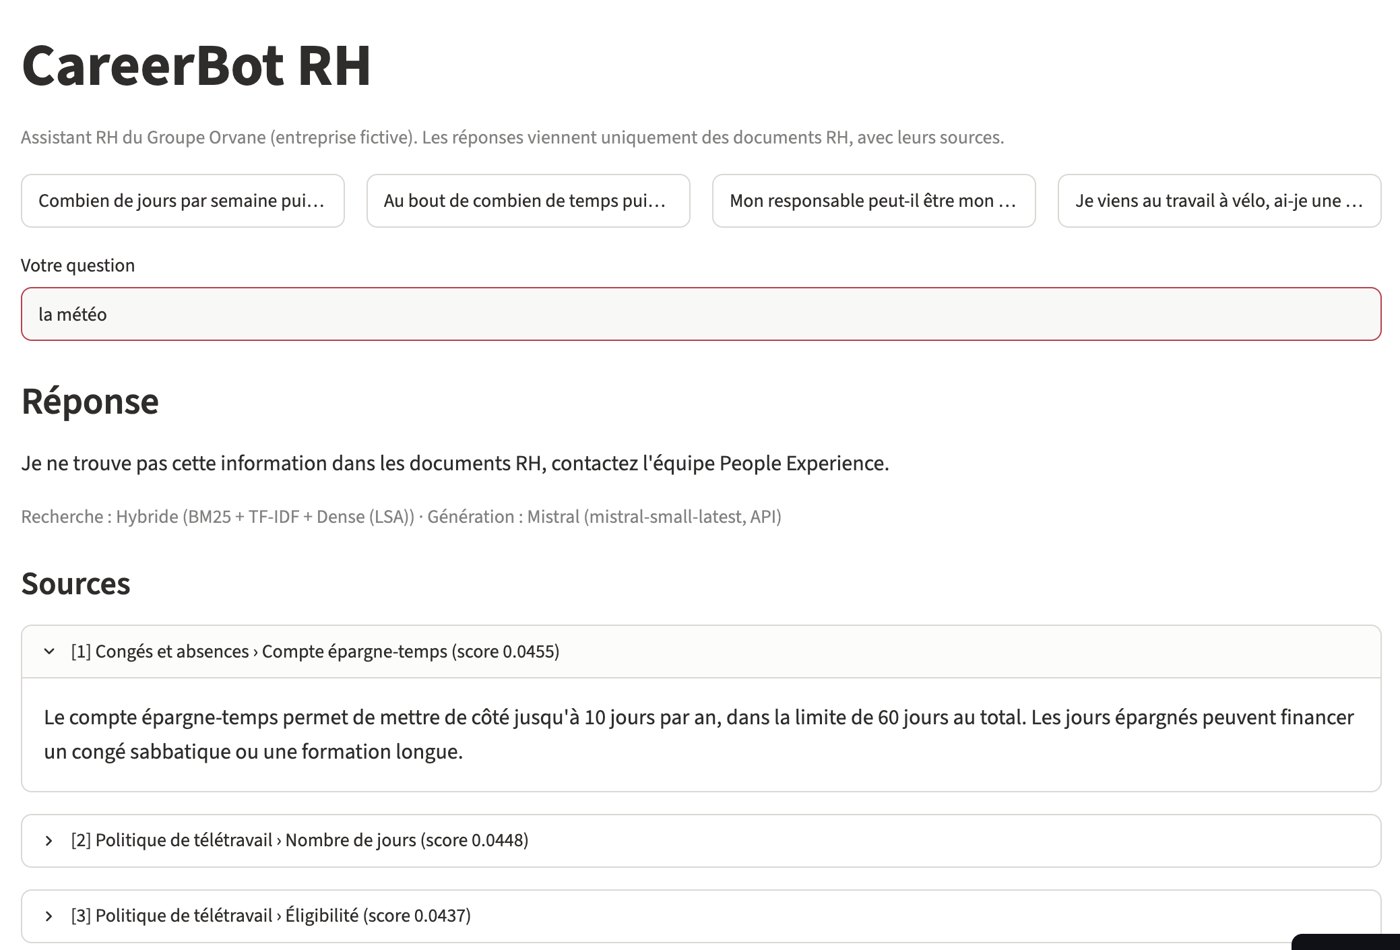 CareerBot RH
Assistant RH du Groupe Orvane (entreprise fictive). Les réponses viennent uniquement des documents RH, avec leurs sources.
Combien de jours par semaine pui…
Au bout de combien de temps pui…
Mon responsable peut-il être mon …
Je viens au travail à vélo, ai-je une …
Votre question
la météo
Réponse
Je ne trouve pas cette information dans les documents RH, contactez l'équipe People Experience.
Recherche : Hybride (BM25 + TF-IDF + Dense (LSA)) · Génération : Mistral (mistral-small-latest, API)
Sources
[1] Congés et absences › Compte épargne-temps (score 0.0455)
Le compte épargne-temps permet de mettre de côté jusqu'à 10 jours par an, dans la limite de 60 jours au total. Les jours épargnés peuvent financer
un congé sabbatique ou une formation longue.
[2] Politique de télétravail › Nombre de jours (score 0.0448)
[3] Politique de télétravail › Éligibilité (score 0.0437)